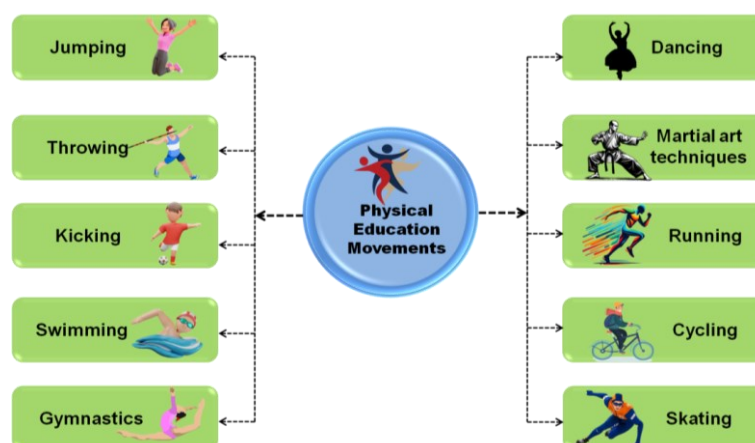 Jumping
Throwing
Kicking
Swimming
Gymnastics
Physical
Education
Movements
Dancing
Martial art
techniques
Running
Cycling
Skating